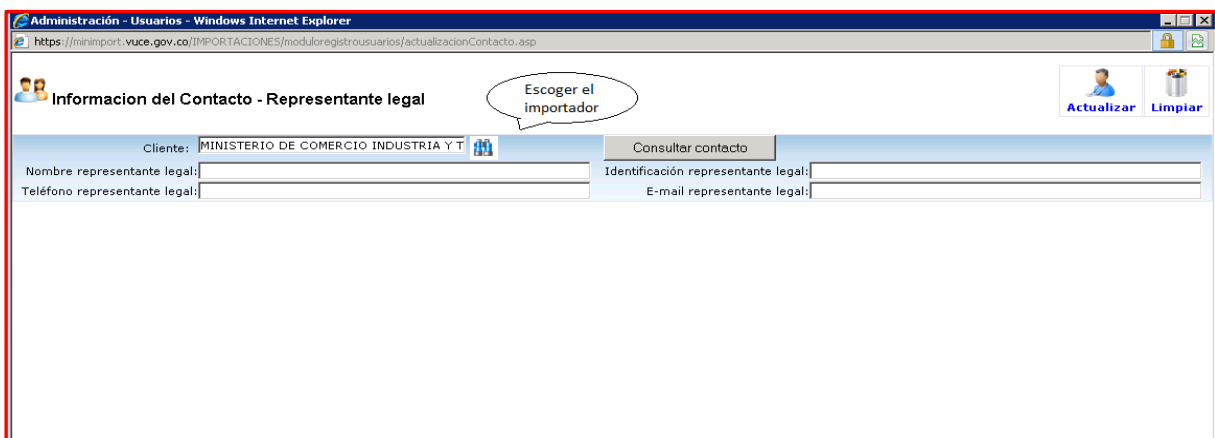 Administración - Usuarios - Windows Internet Explorer
https://minimport.vuce.gov.co/IMPORTACIONES/moduloregistrousuarios/actualizacionContacto.asp
Informacion del Contacto - Representante legal
Escoger el
importador
Actualizar Limpiar
Cliente: MINISTERIO DE COMERCIO INDUSTRIA Y T Consultar contacto
Nombre representante legal: Identificación representante legal:
Teléfono representante legal: E-mail representante legal: